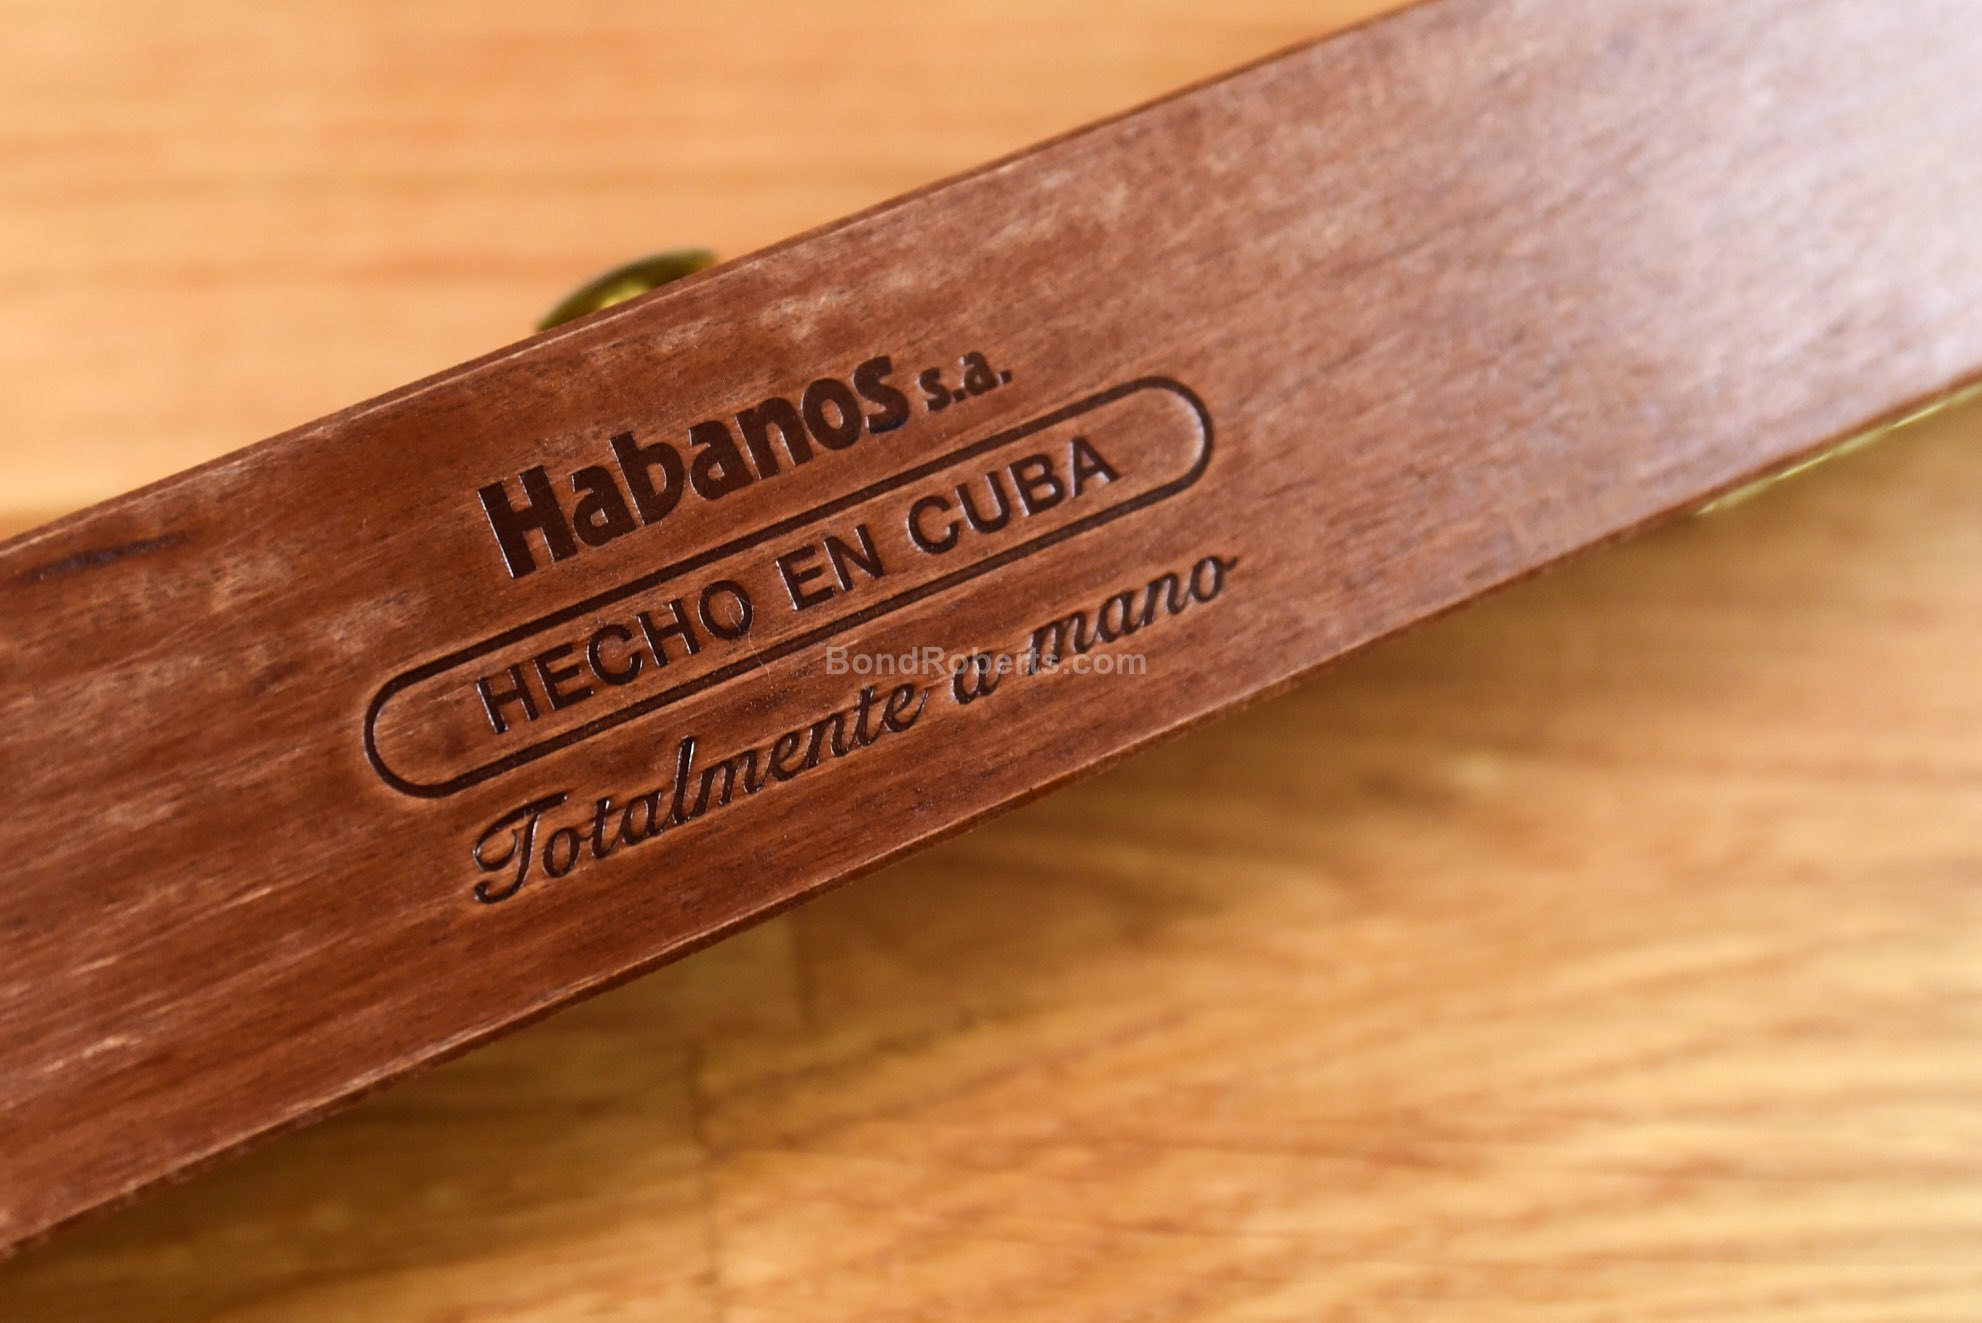 Habanos s.a.
HECHO EN CUBA
Totalmente a mano
BondRoberts.com